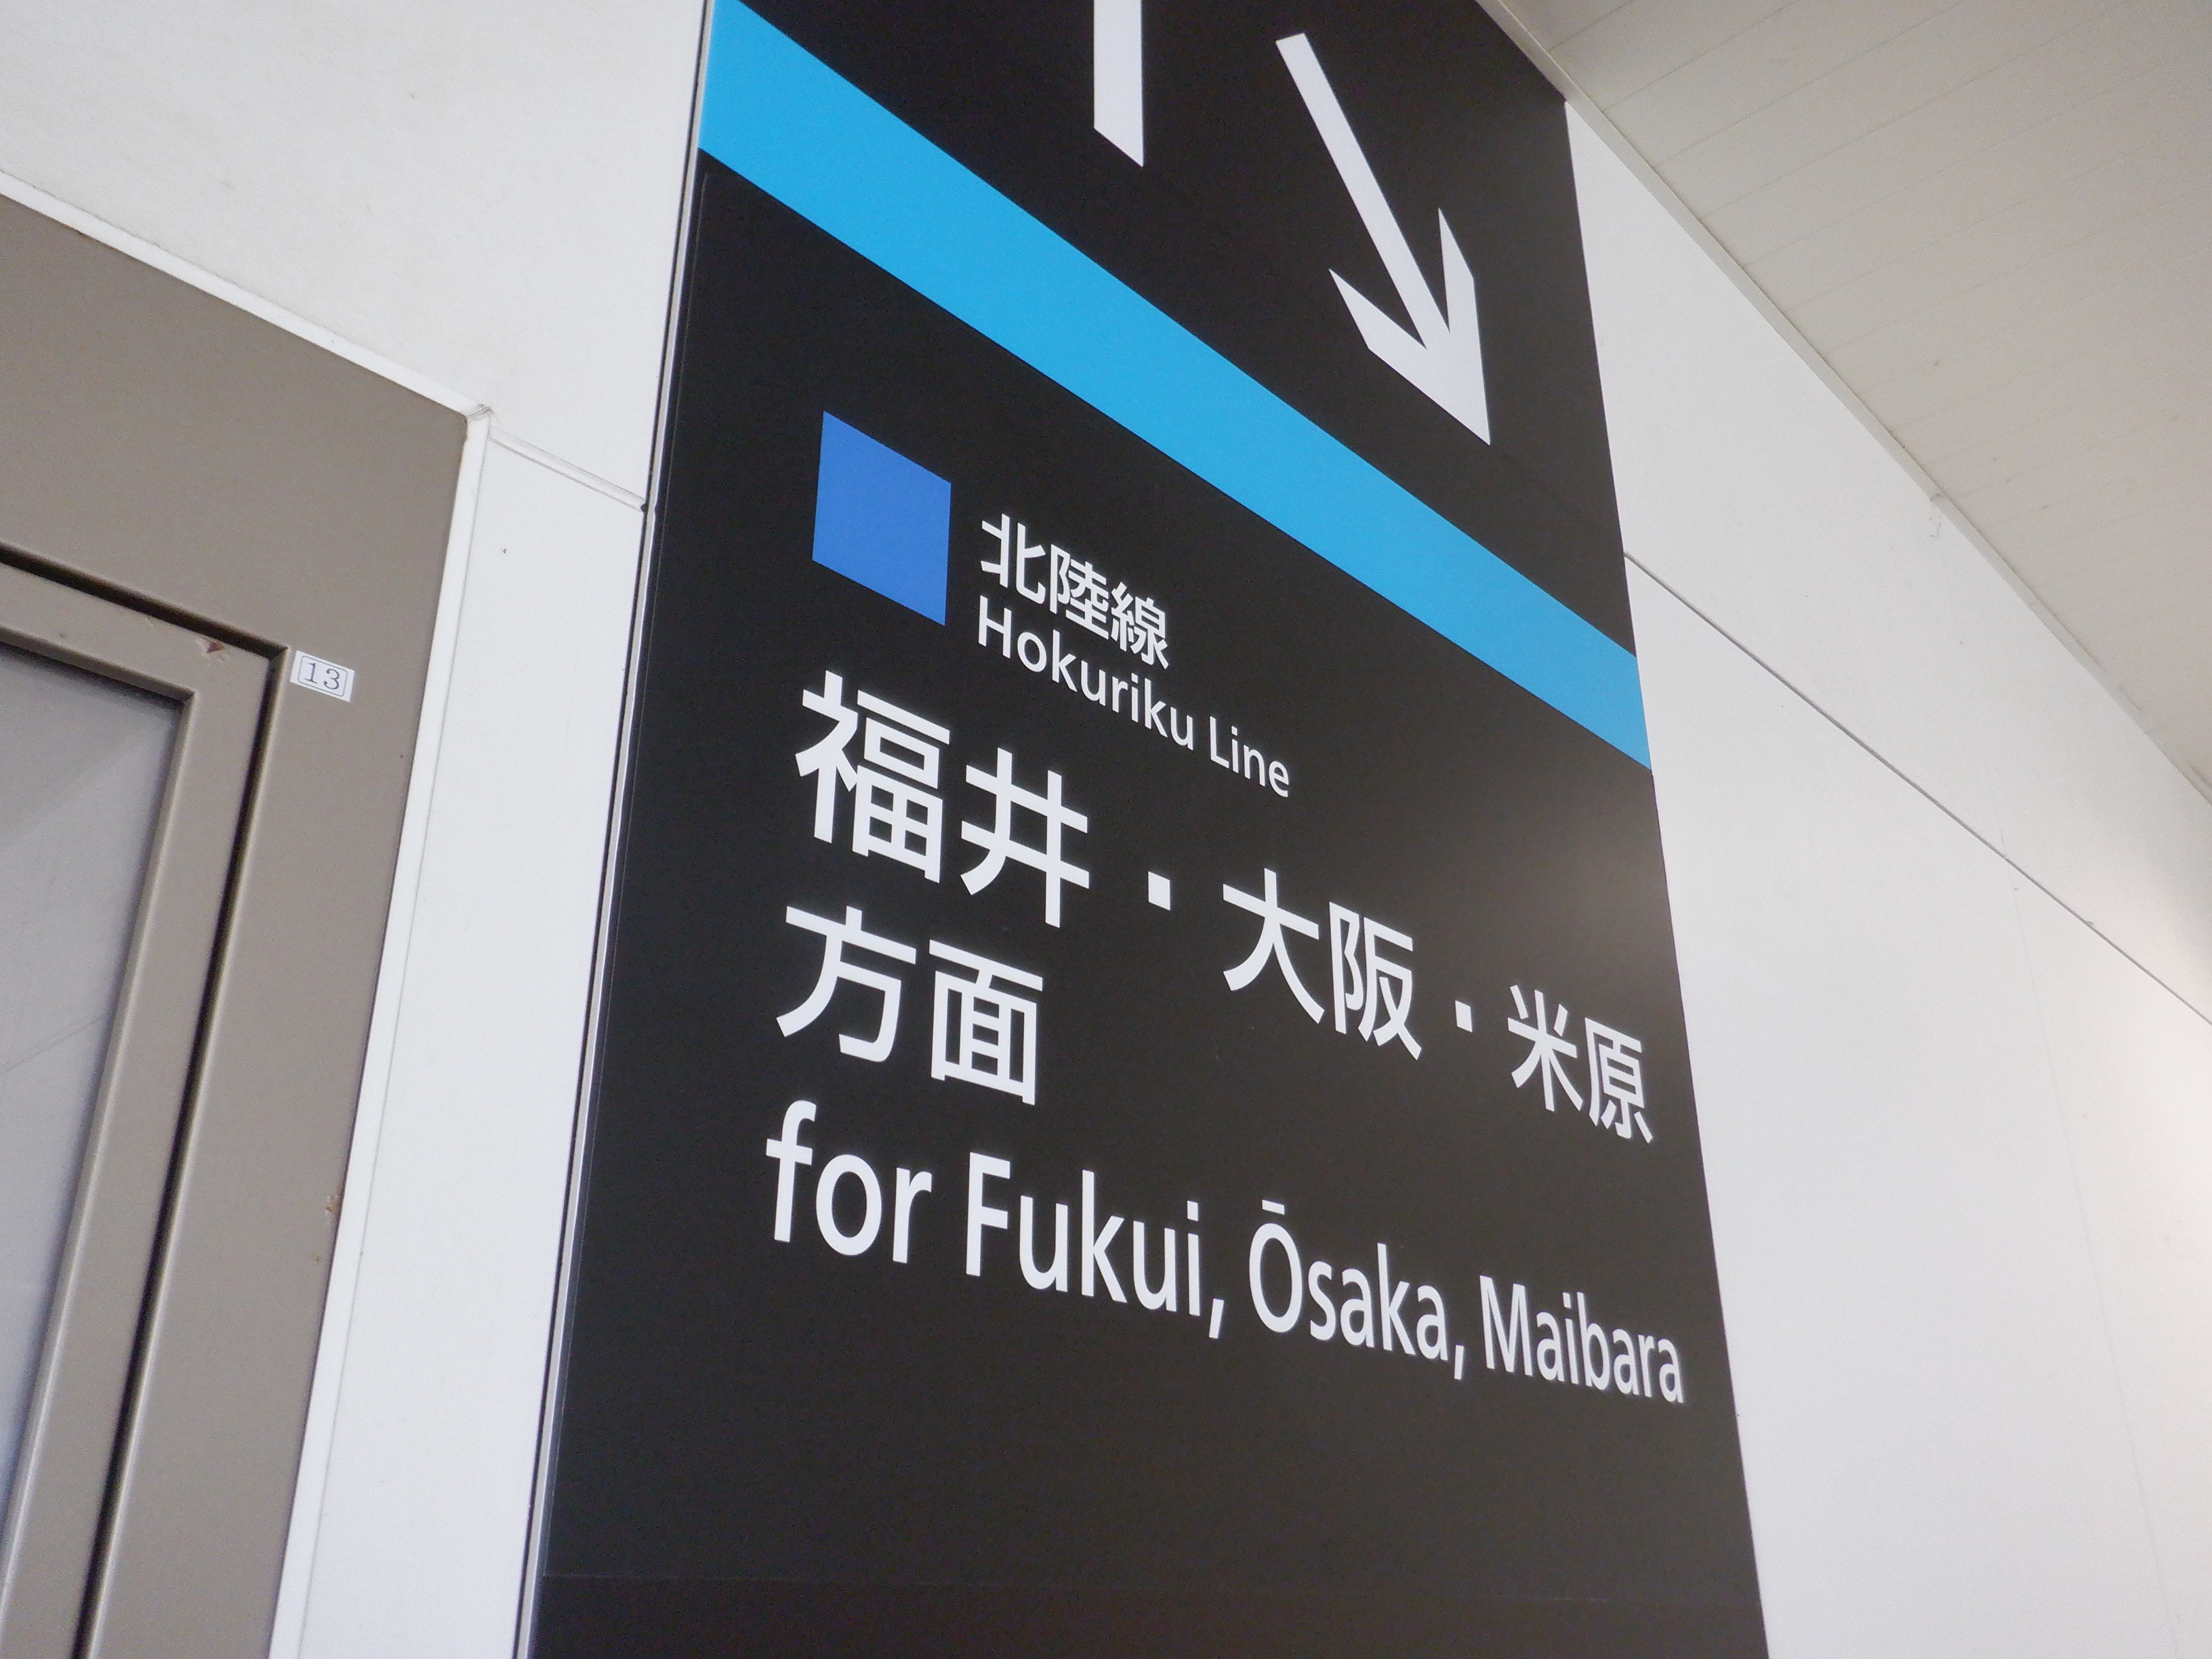 北陸線
Hokuriku Line
福井・大阪・米原
方面
for Fukui, Ōsaka, Maibara
13